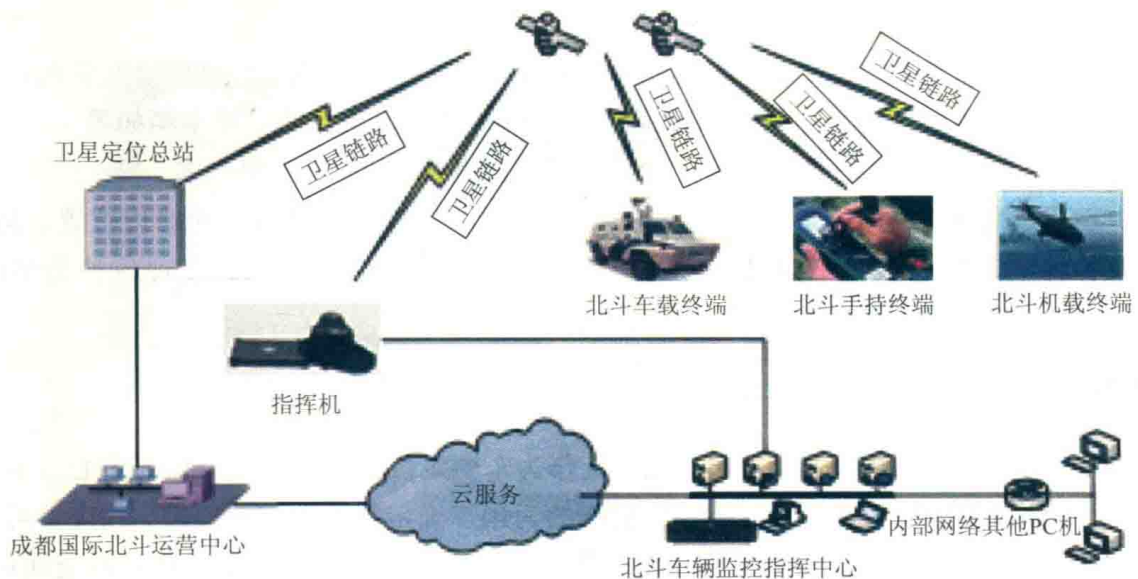 卫星链路
卫星链路
卫星链路
卫星链路
卫星链路
卫星定位总站
北斗车载终端
北斗手持终端
北斗机载终端
指挥机
云服务
内部网络其他PC机
成都国际北斗运营中心
北斗车辆监控指挥中心